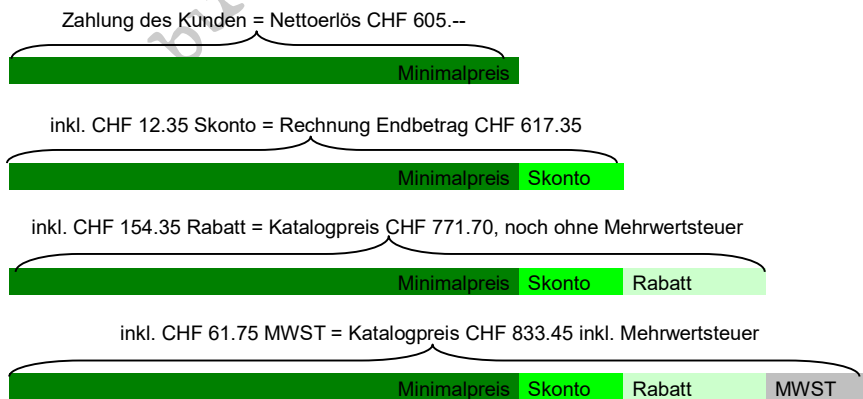 Zahlung des Kunden = Nettoerlös CHF 605.--
Minimalpreis
inkl. CHF 12.35 Skonto = Rechnung Endbetrag CHF 617.35
Minimalpreis Skonto
inkl. CHF 154.35 Rabatt = Katalogpreis CHF 771.70, noch ohne Mehrwertsteuer
Minimalpreis Skonto Rabatt
inkl. CHF 61.75 MWST = Katalogpreis CHF 833.45 inkl. Mehrwertsteuer
Minimalpreis Skonto Rabatt MWST